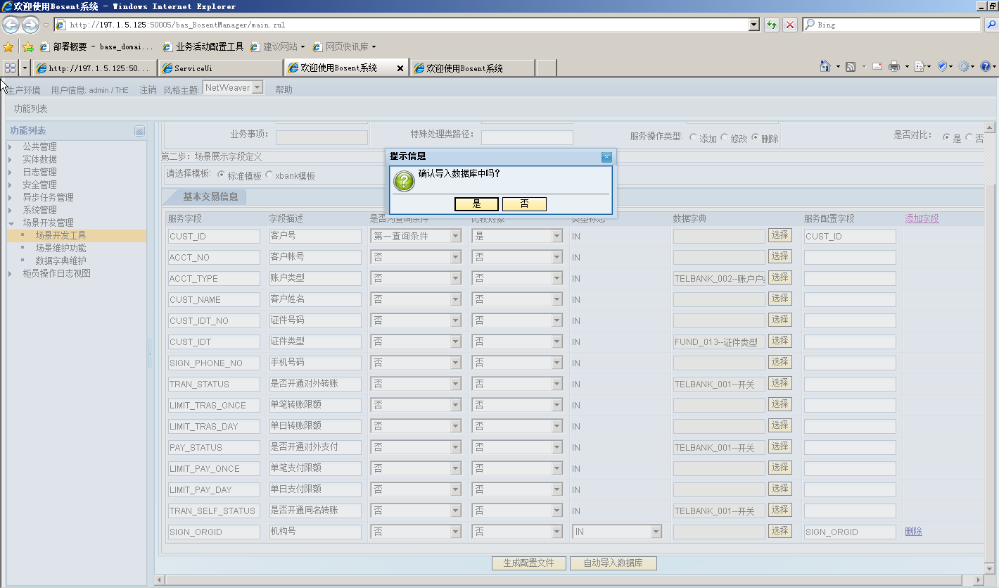 欢迎使用Bosent系统 - Windows Internet Explorer
http://197.1.5.125:50005/bas_BosentManager/main.zul
Bing
部署概要 - base_domai... 业务活动配置工具 建议网站 网页快讯库
http://197.1.5.125:50... ServiceUi 欢迎使用Bosent系统 欢迎使用Bosent系统
生产环境 用户信息: admin / THE 注销 风格主题: NetWeaver 帮助
功能列表
功能列表
公共管理
实体数据
日志管理
安全管理
异步任务管理
系统管理
场景开发管理
场景开发工具
场景维护功能
数据字典维护
柜员操作日志视图
业务事项: 特殊处理类路径: 服务操作类型: 添加 修改 删除 是否对比: 是 否
第二步: 场景展示字段定义
请选择模板: 标准模板 xbank模板
提示信息
确认导入数据库中吗?
是 否
基本交易信息
服务字段 字段描述 是否为查询条件 比较对象 类型标志 数据字典 服务配置字段 添加字段
CUST_ID 客户号 第一查询条件 是 IN 选择 CUST_ID
ACCT_NO 客户帐号 否 否 IN 选择
ACCT_TYPE 账户类型 否 否 IN TELBANK_002--账户户 选择
CUST_NAME 客户姓名 否 否 IN 选择
CUST_IDT_NO 证件号码 否 否 IN 选择
CUST_IDT 证件类型 否 否 IN FUND_013--证件类型 选择
SIGN_PHONE_NO 手机号码 否 否 IN 选择
TRAN_STATUS 是否开通对外转账 否 否 IN TELBANK_001--开关 选择
LIMIT_TRAS_ONCE 单笔转账限额 否 否 IN 选择
LIMIT_TRAS_DAY 单日转账限额 否 否 IN 选择
PAY_STATUS 是否开通对外支付 否 否 IN TELBANK_001--开关 选择
LIMIT_PAY_ONCE 单笔支付限额 否 否 IN 选择
LIMIT_PAY_DAY 单日支付限额 否 否 IN 选择
TRAN_SELF_STATUS 是否开通同名转账 否 否 IN TELBANK_001--开关 选择
SIGN_ORGID 机构号 否 否 IN 选择 SIGN_ORGID 删除
生成配置文件 自动导入数据库